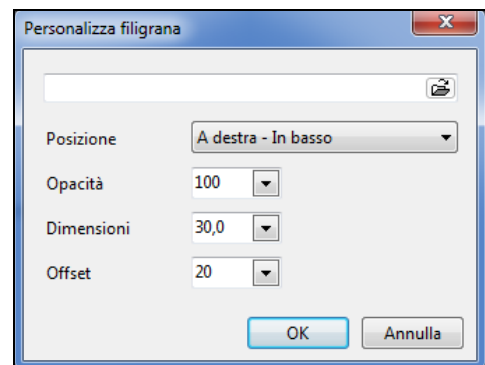 Personalizza filigrana
Posizione A destra - In basso
Opacità 100
Dimensioni 30,0
Offset 20
OK Annulla